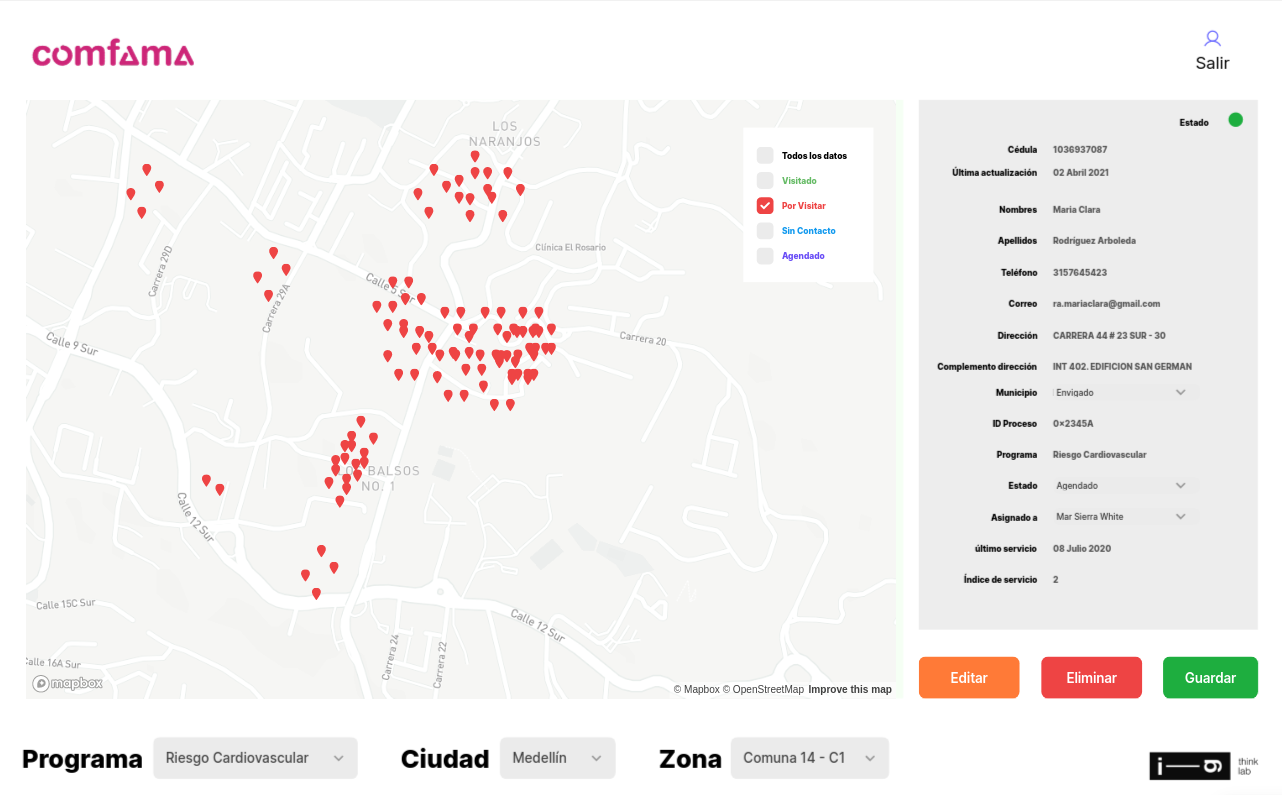 comfama
Salir
LOS
NARANJOS
Todos los datos
Visitado
Por Visitar
Sin Contacto
Agendado
Clínica El Rosario
Carrera 29D
Calle 5 Sur
Carrera 29A
Carrera 20
Calle 9 Sur
BALSOS
NO. 1
Calle 12 Sur
Calle 15C Sur
Calle 12 Sur
Carrera 24
Carrera 22
alle 16A Sur
mapbox
© Mapbox © OpenStreetMap Improve this map
Estado
Cédula 1036937087
Última actualización 02 Abril 2021
Nombres Maria Clara
Apellidos Rodríguez Arboleda
Teléfono 3157645423
Correo ra.mariaclara@gmail.com
Dirección CARRERA 44 # 23 SUR - 30
Complemento dirección INT 402. EDIFICION SAN GERMAN
Municipio Envigado
ID Proceso 0x2345A
Programa Riesgo Cardiovascular
Estado Agendado
Asignado a Mar Sierra White
último servicio 08 Julio 2020
Índice de servicio 2
Editar
Eliminar
Guardar
Programa Riesgo Cardiovascular
Ciudad Medellín
Zona Comuna 14 - C1
think
lab